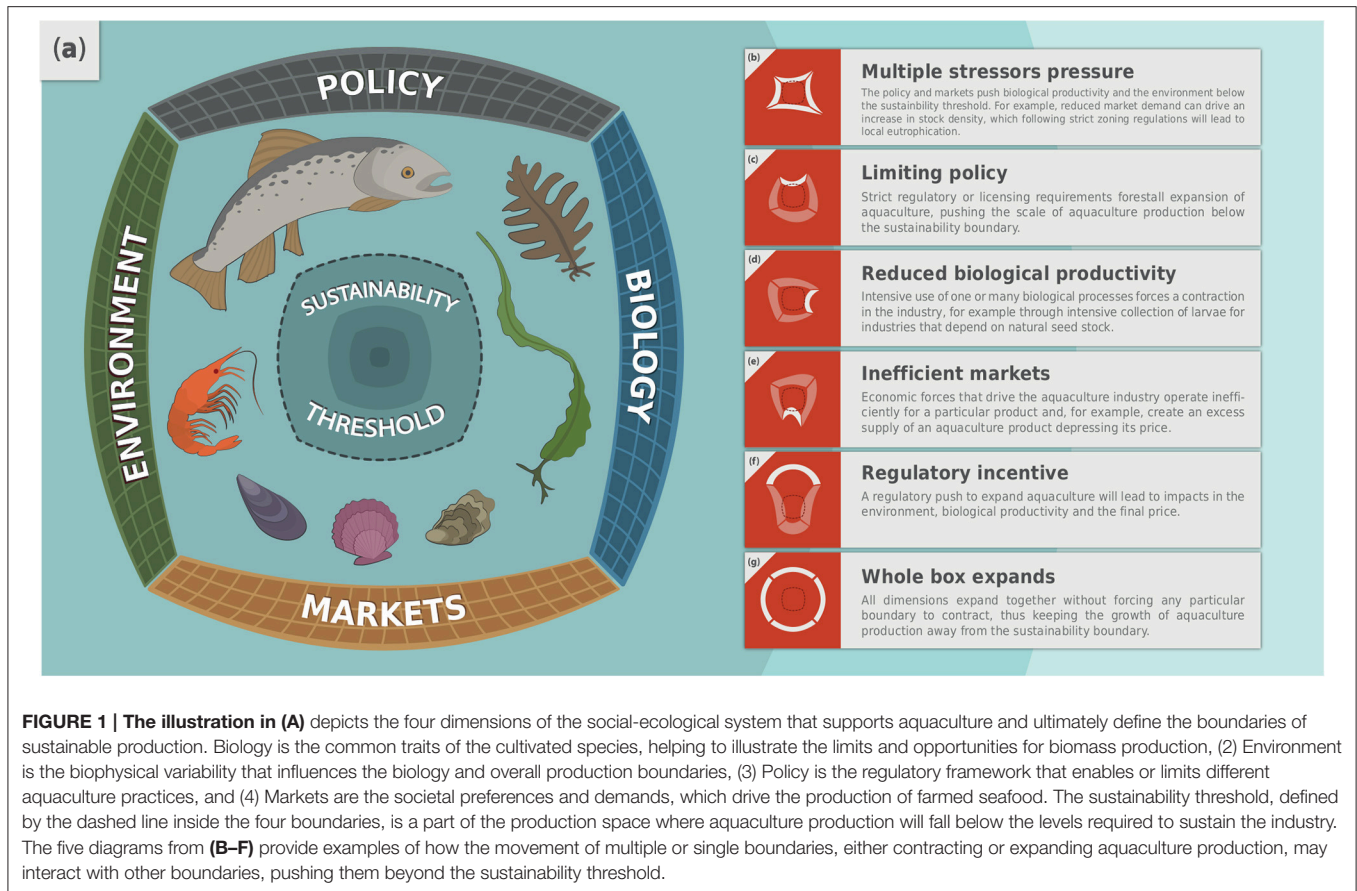 (a)
POLICY
ENVIRONMENT
BIOLOGY
SUSTAINABILITY
THRESHOLD
MARKETS
(b)
Multiple stressors pressure
The policy and markets push biological productivity and the environment below
the sustainbility threshold. For example, reduced market demand can drive an
increase in stock density, which following strict zoning regulations will lead to
local eutrophication.
(c)
Limiting policy
Strict regulatory or licensing requirements forestall expansion of
aquaculture, pushing the scale of aquaculture production below
the sustainability boundary.
(d)
Reduced biological productivity
Intensive use of one or many biological processes forces a contraction
in the industry, for example through intensive collection of larvae for
industries that depend on natural seed stock.
(e)
Inefficient markets
Economic forces that drive the aquaculture industry operate ineffi-
ciently for a particular product and, for example, create an excess
supply of an aquaculture product depressing its price.
(f)
Regulatory incentive
A regulatory push to expand aquaculture will lead to impacts in the
environment, biological productivity and the final price.
(g)
Whole box expands
All dimensions expand together without forcing any particular
boundary to contract, thus keeping the growth of aquaculture
production away from the sustainability boundary.
FIGURE 1 | The illustration in (A) depicts the four dimensions of the social-ecological system that supports aquaculture and ultimately define the boundaries of
sustainable production. Biology is the common traits of the cultivated species, helping to illustrate the limits and opportunities for biomass production, (2) Environment
is the biophysical variability that influences the biology and overall production boundaries, (3) Policy is the regulatory framework that enables or limits different
aquaculture practices, and (4) Markets are the societal preferences and demands, which drive the production of farmed seafood. The sustainability threshold, defined
by the dashed line inside the four boundaries, is a part of the production space where aquaculture production will fall below the levels required to sustain the industry.
The five diagrams from (B–F) provide examples of how the movement of multiple or single boundaries, either contracting or expanding aquaculture production, may
interact with other boundaries, pushing them beyond the sustainability threshold.